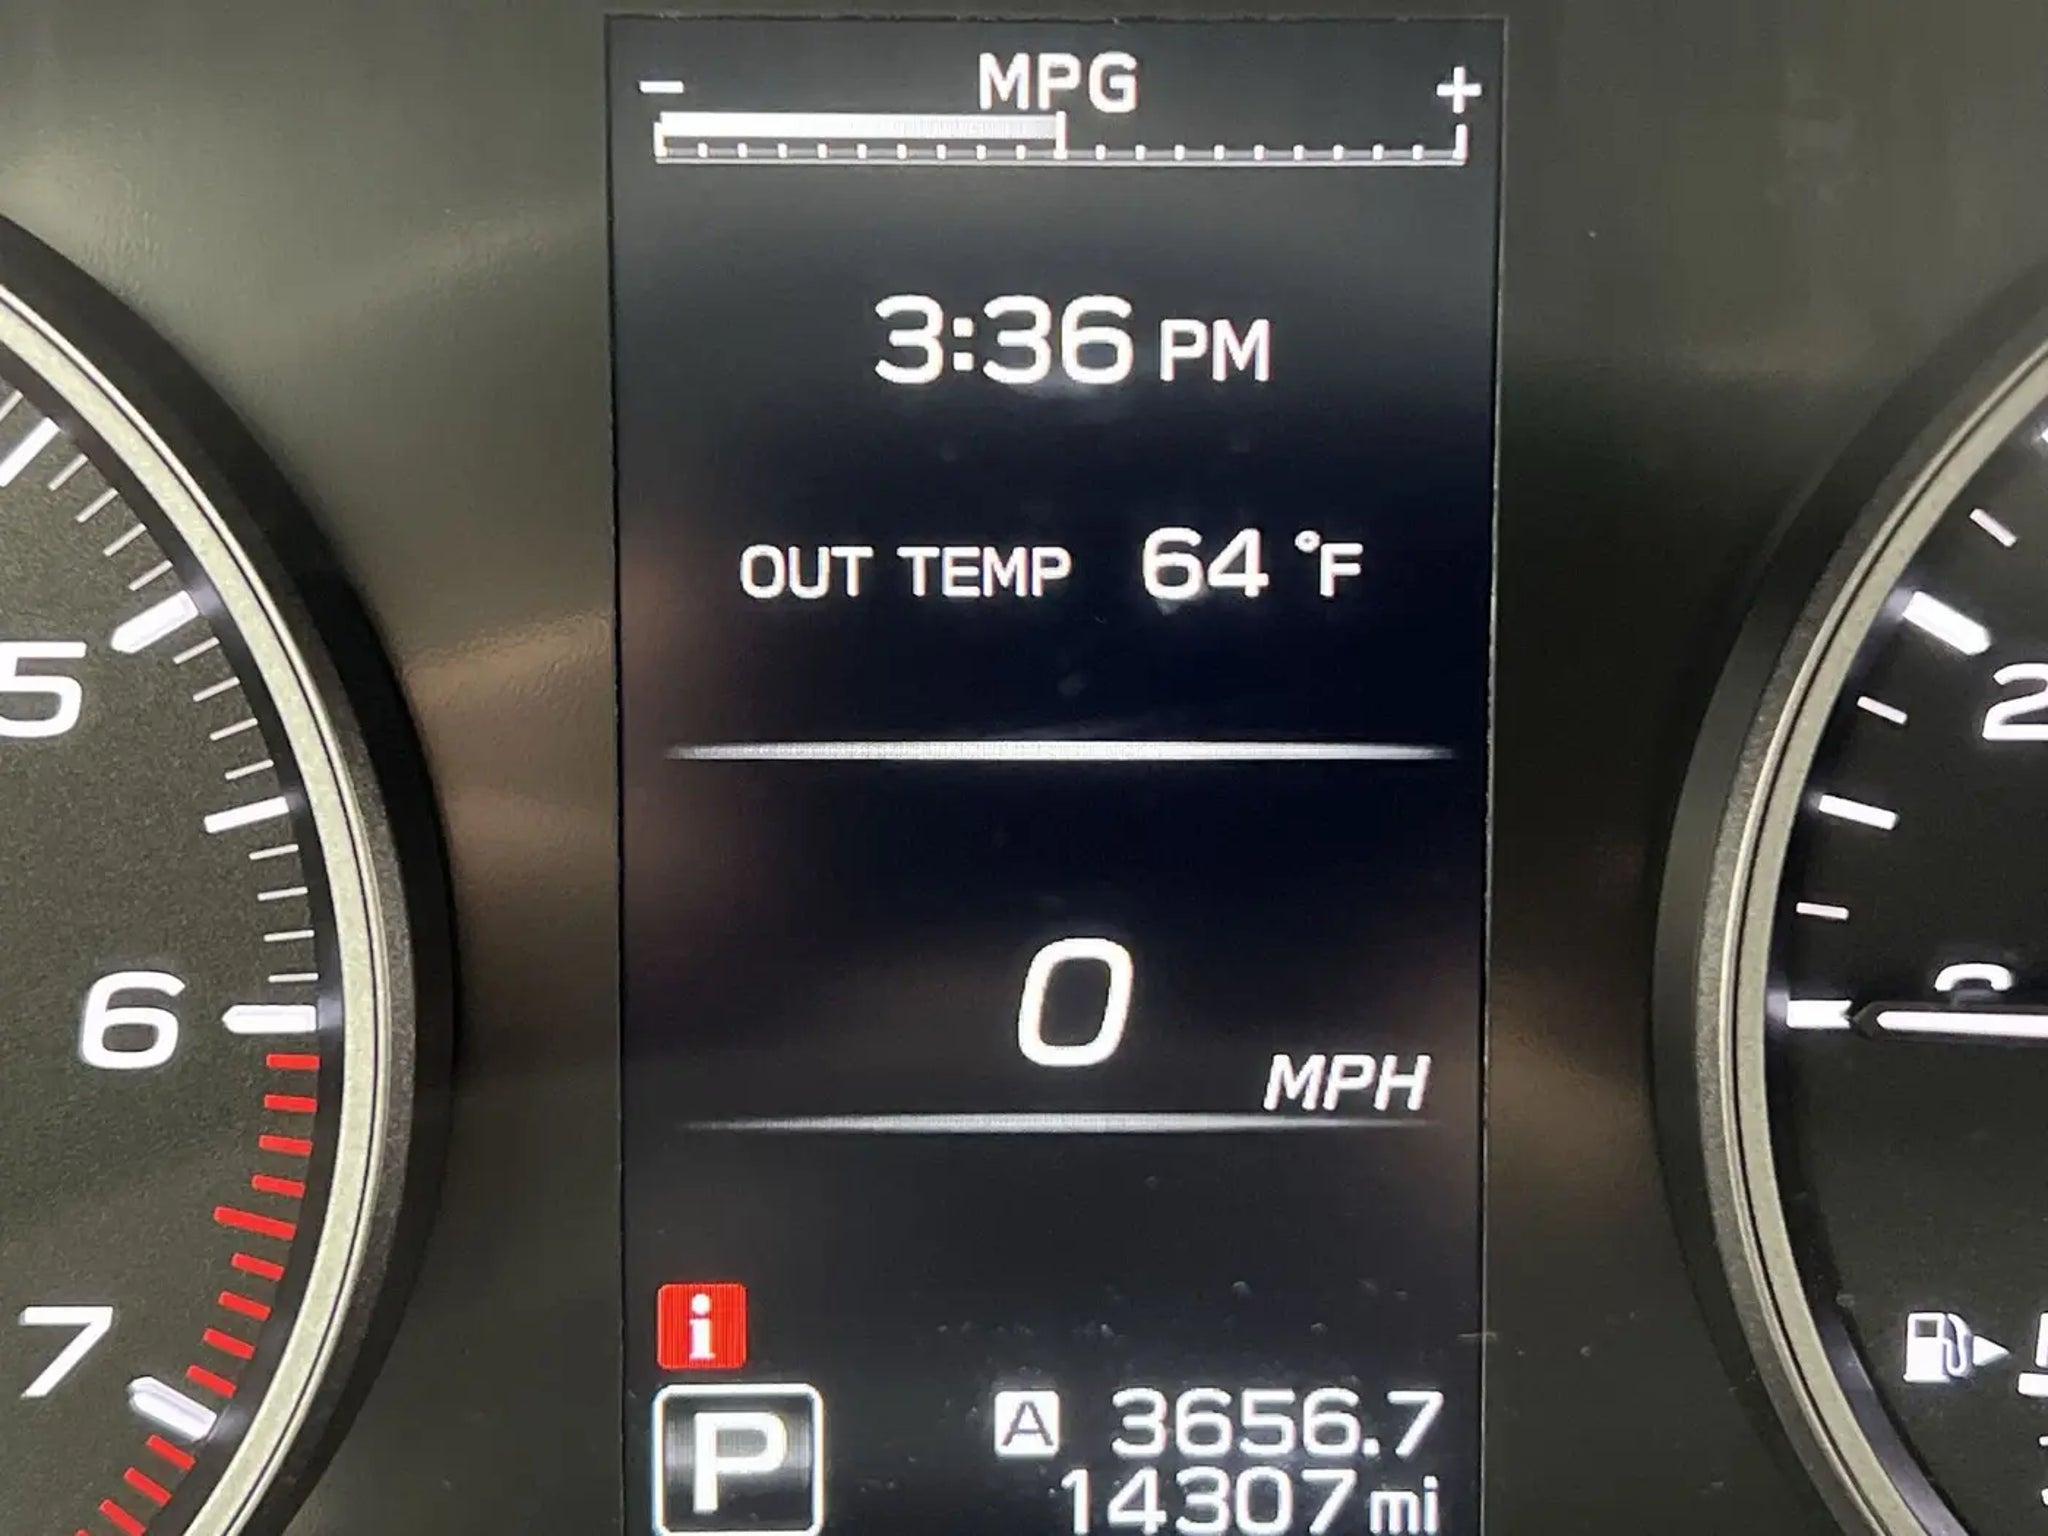 - MPG +
3:36 PM
OUT TEMP 64 °F
0
MPH
5
6
7
2
i
P
A 3656.7
14307 mi